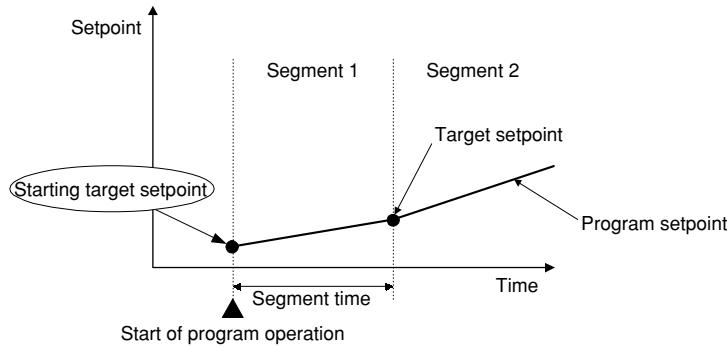 Setpoint
Segment 1
Segment 2
Target setpoint
Starting target setpoint
Program setpoint
Time
Segment time
Start of program operation